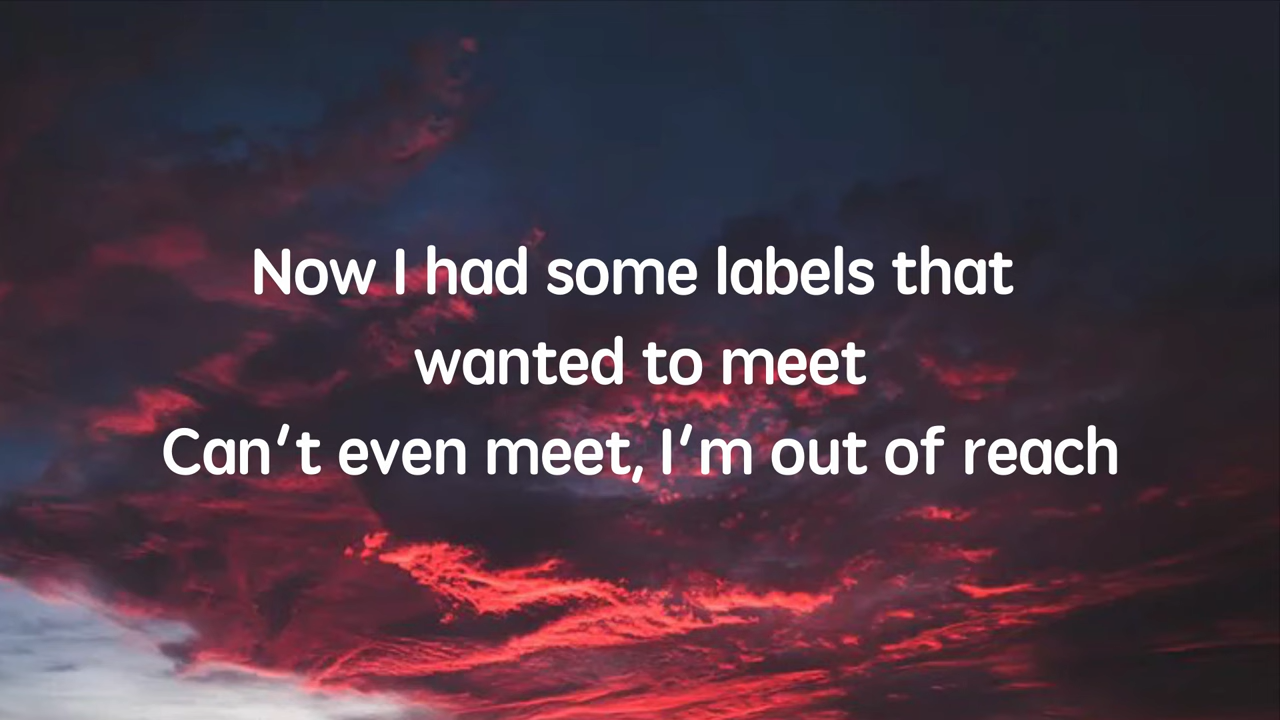 Now I had some labels that
wanted to meet
Can't even meet, I'm out of reach